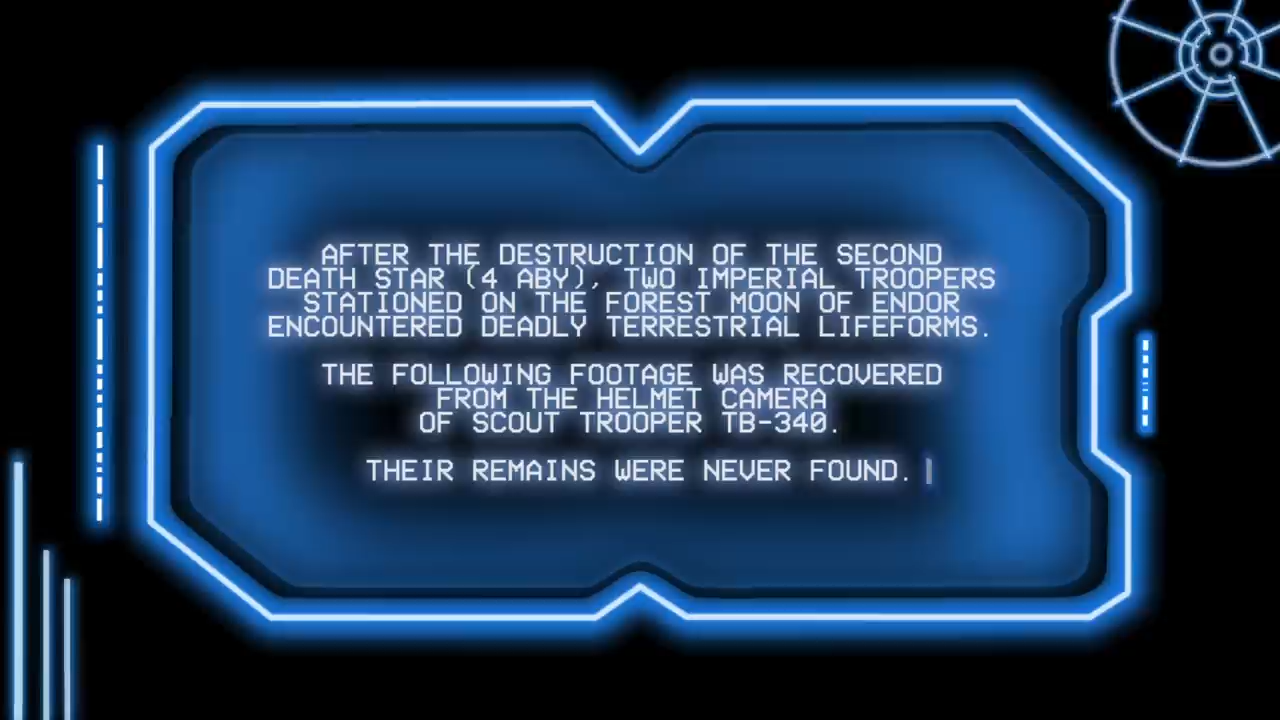 AFTER THE DESTRUCTION OF THE SECOND
DEATH STAR (4 ABY), TWO IMPERIAL TROOPERS
STATIONED ON THE FOREST MOON OF ENDOR
ENCOUNTERED DEADLY TERRESTRIAL LIFEFORMS.
THE FOLLOWING FOOTAGE WAS RECOVERED
FROM THE HELMET CAMERA
OF SCOUT TROOPER TB-340.
THEIR REMAINS WERE NEVER FOUND.